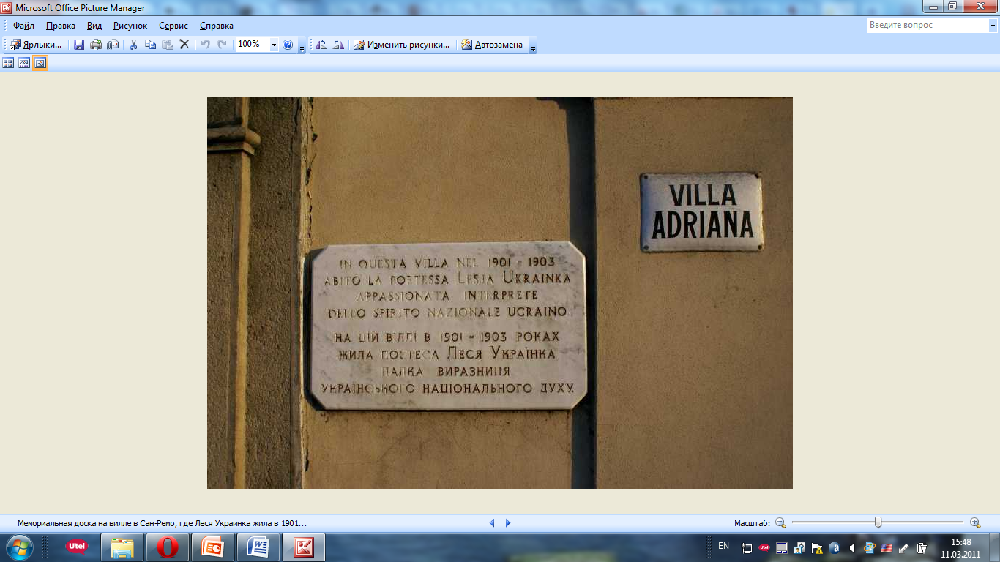 Microsoft Office Picture Manager
Файл Правка Вид Рисунок Сервис Справка
Введите вопрос
Ярлыки... 100% Изменить рисунки... Автозамена
VILLA
ADRIANA
IN QUESTA VILLA NEL 1901 - 1903
ABITO LA POETESSA LESJA UKRAINKA
APPASSIONATA INTERPRETE
DELLO SPIRITO NAZIONALE UCRAINO
НА ЦІЙ ВІЛЛІ В 1901 - 1903 РОКАХ
ЖИЛА ПОЕТЕСА ЛЕСЯ УКРАЇНКА
ПАЛКА ВИРАЗНИЦЯ
УКРАЇНСЬКОГО НАЦІОНАЛЬНОГО ДУХУ.
Мемориальная доска на вилле в Сан-Ремо, где Леся Украинка жила в 1901...
Масштаб:
Utel
EN
15:48
11.03.2011